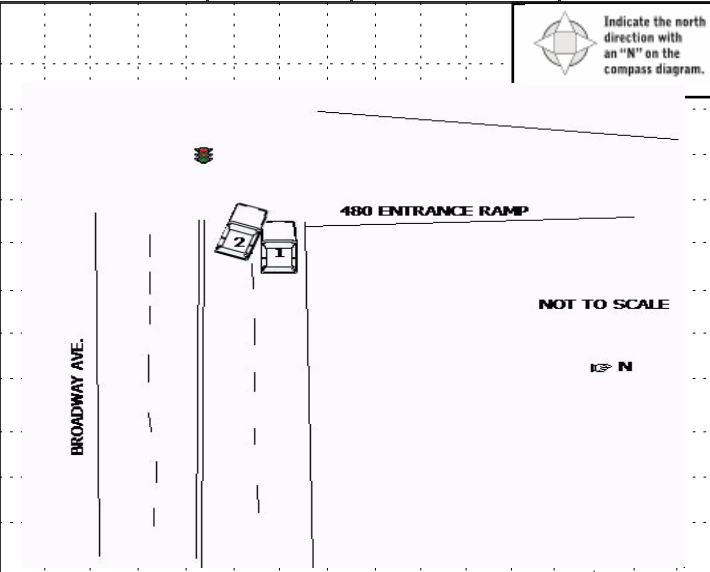 Indicate the north
direction with
an "N" on the
compass diagram.
480 ENTRANCE RAMP
2
1
NOT TO SCALE
N
BROADWAY AVE.